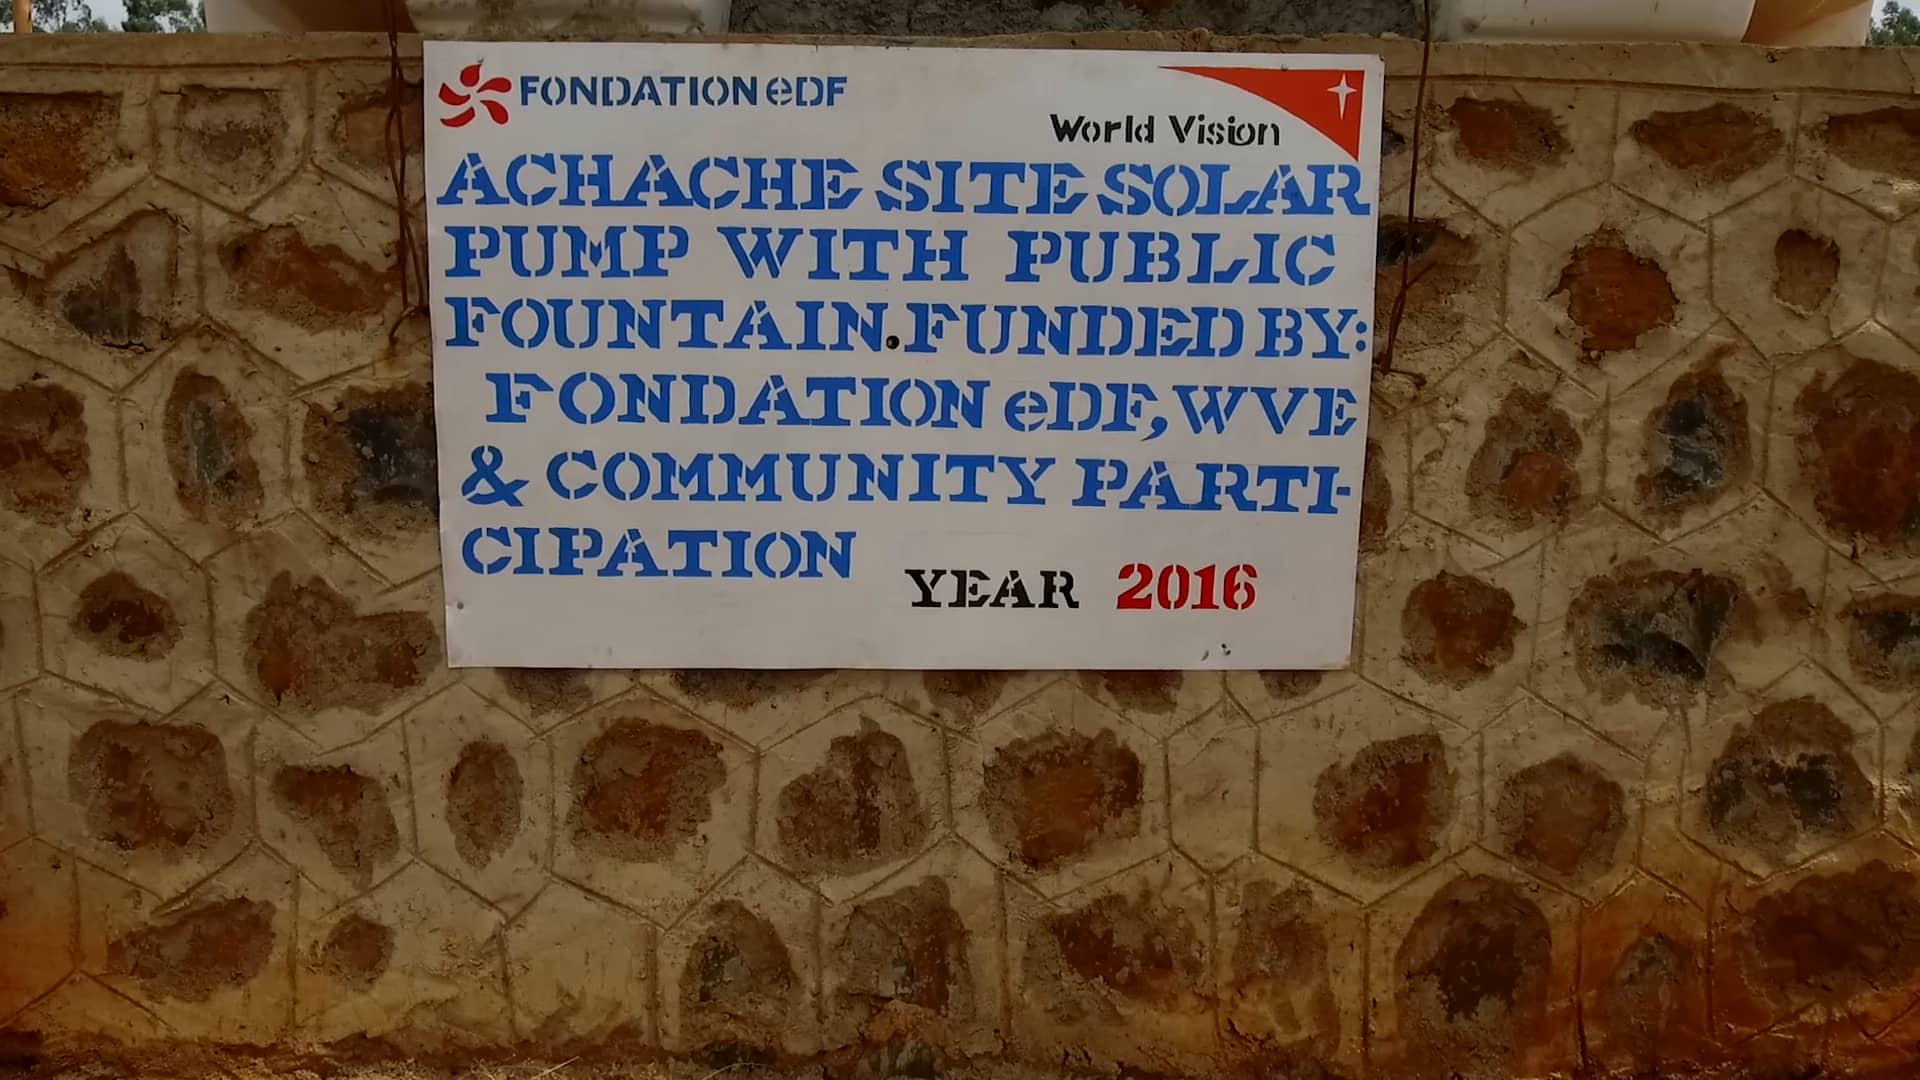 FONDATION eDF
World Vision
ACHACHE SITE SOLAR
PUMP WITH PUBLIC
FOUNTAIN. FUNDED BY:
FONDATION eDF, WVE
& COMMUNITY PARTI-
CIPATION
YEAR 2016